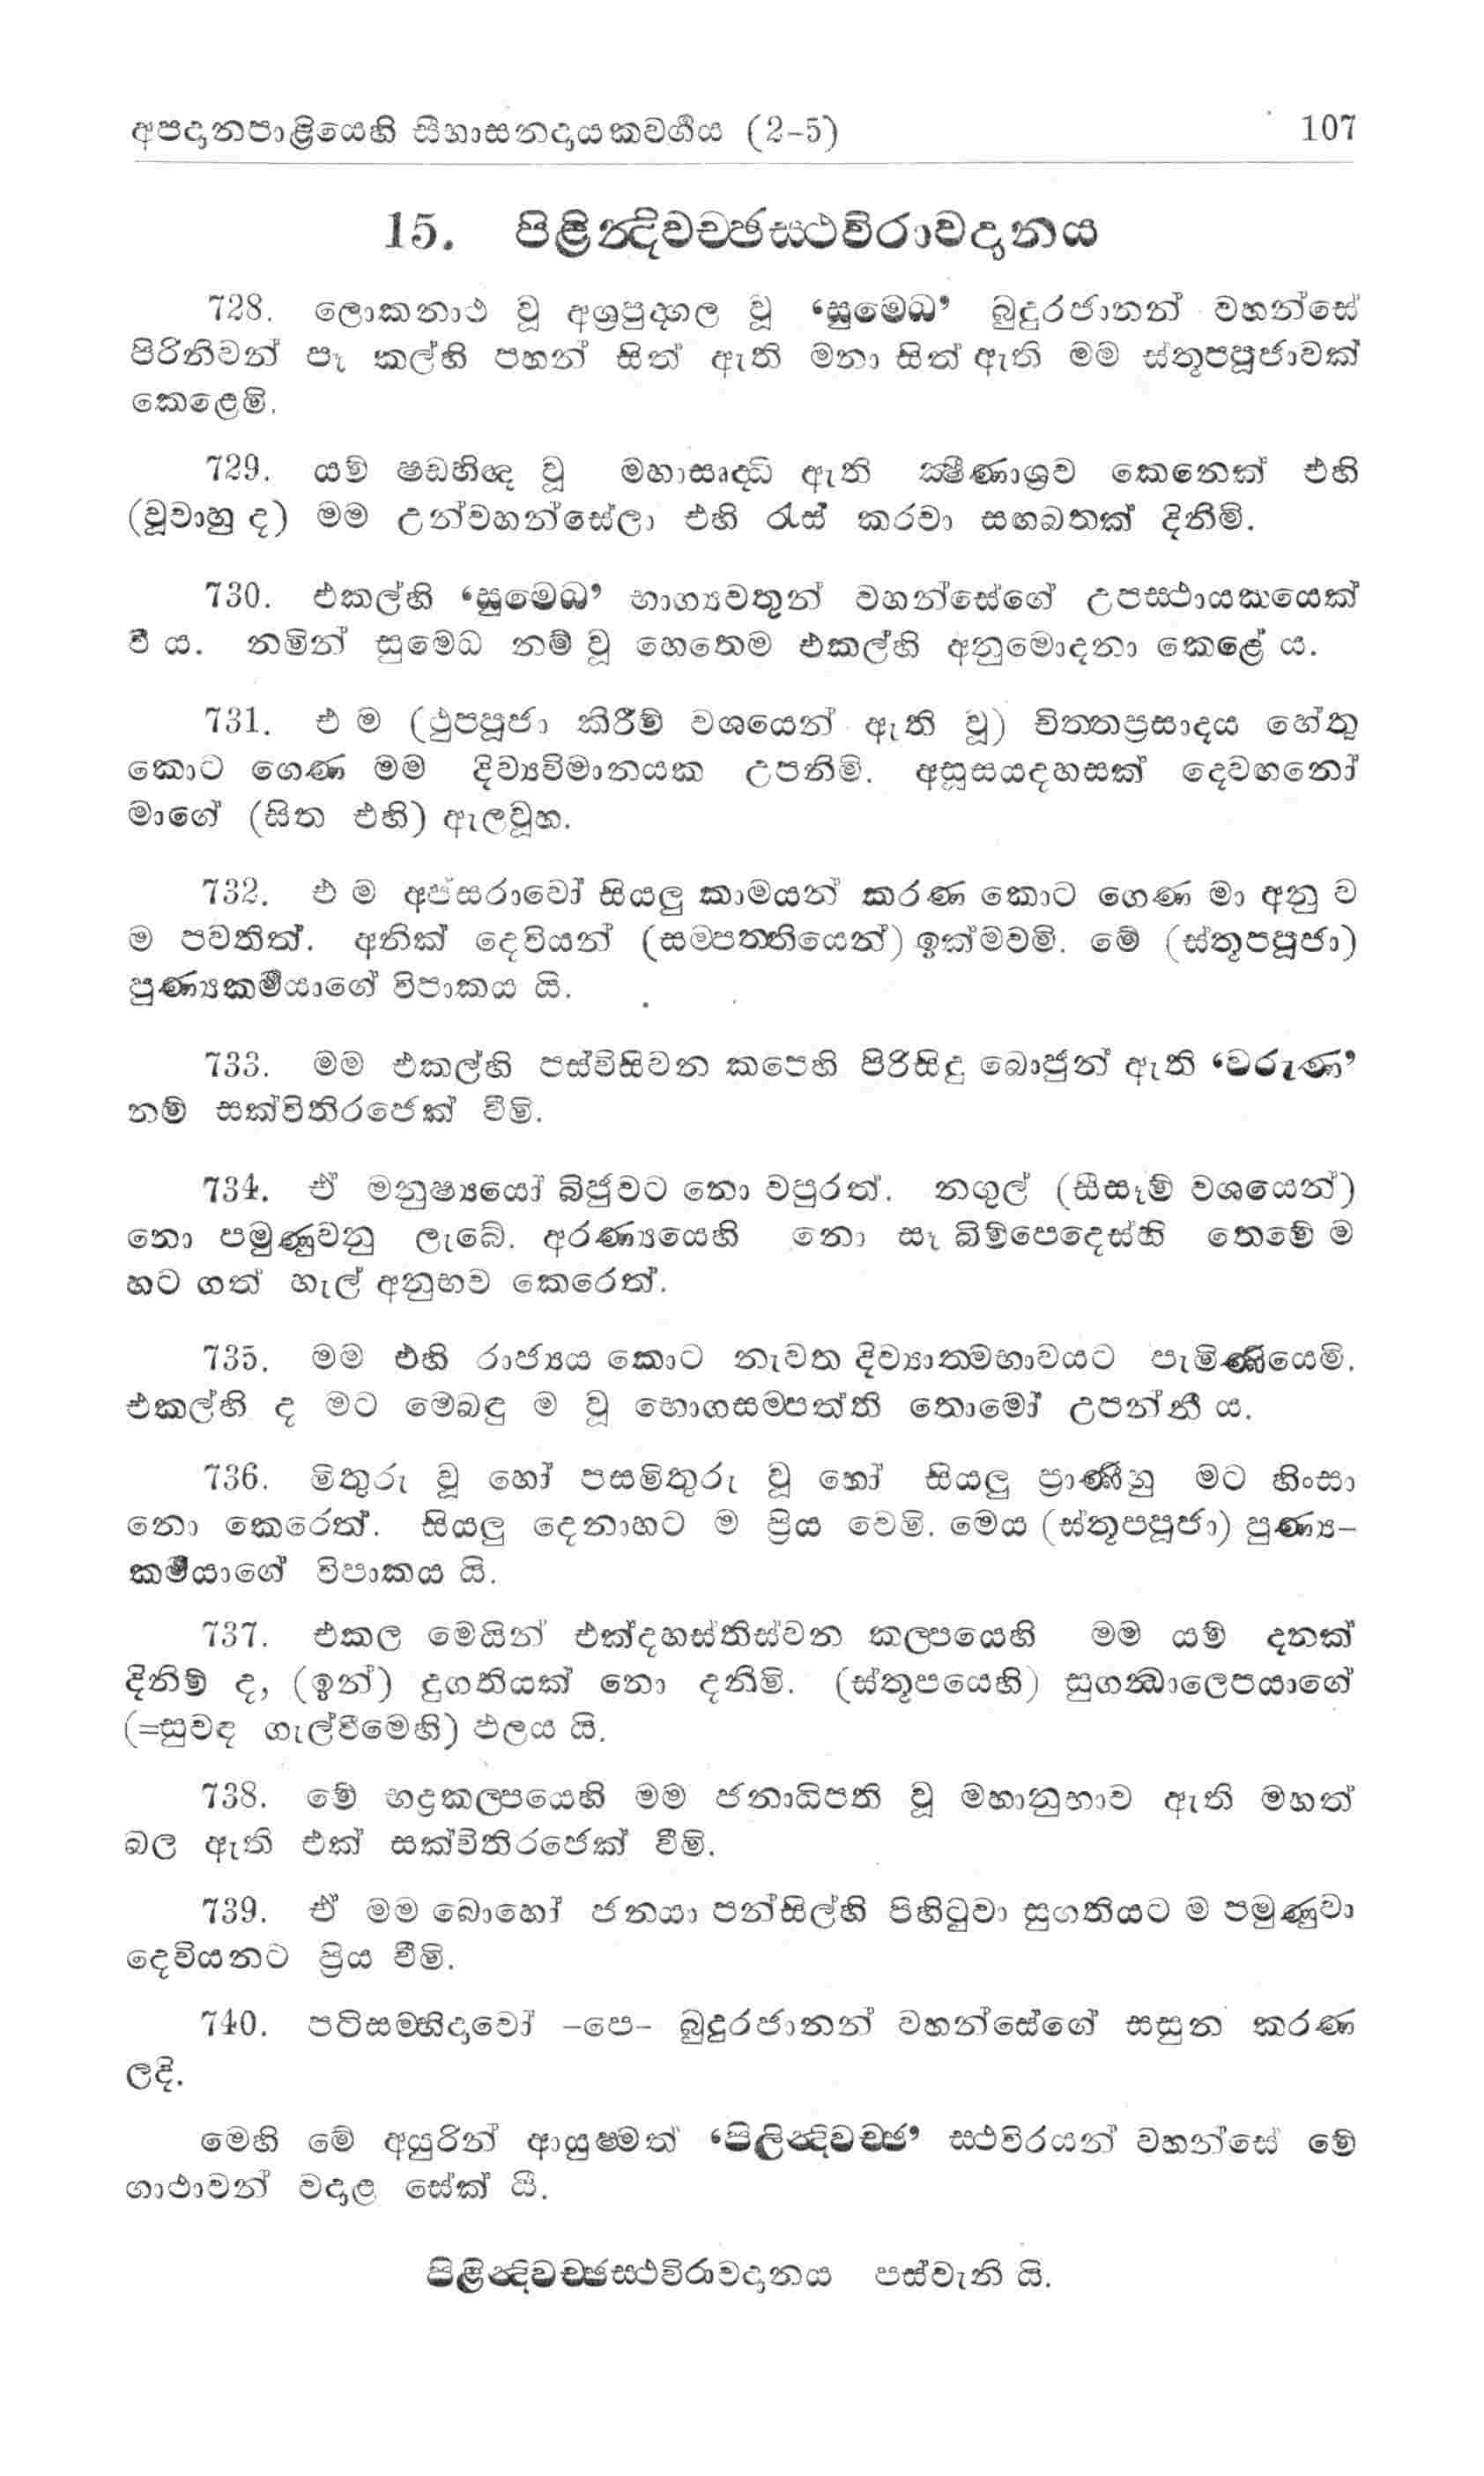 අපදානපාළියෙහි සීහාසනදායකවර්‍ගය (2-5) 107
15. පිළින්‍දිවච්ඡස්ථවිරාවදානය
728. ලොකනාථ වූ අග්‍රපුද්ගල වූ ‘සුමෙධ’ බුදුරජානන් වහන්සේ
පිරිනිවන් පෑ කල්හි පහන් සිත් ඇති මනා සිත් ඇති මම ස්තූපපූජාවක්
කෙළෙමි.
729. යම් ෂඩභිඥ වූ මහාසෘද්ධි ඇති ක්‍ෂීණාශ්‍රව කෙනෙක් එහි
(වූවාහු ද) මම උන්වහන්සේලා එහි රැස් කරවා සඟබතක් දිනිමි.
730. එකල්හි ‘සුමෙධ’ භාග්‍යවතුන් වහන්සේගේ උපස්ථායකයෙක්
වී ය. නමින් සුමෙධ නම් වූ හෙතෙම එකල්හි අනුමොදනා කෙළේ ය.
731. එ ම (ථුපපූජා කිරීම් වශයෙන් ඇති වූ) චිත්තප්‍රසාදය හේතු
කොට ගෙණ මම දිව්‍යවිමානයක උපනිමි. අසූසයදහසක් දෙවඟනෝ
මාගේ (සිත එහි) ඇලවූහ.
732. එ ම අප්සරාවෝ සියලු කාමයන් කරණ කොට ගෙණ මා අනු ව
ම පවතිත්. අනික් දෙවියන් (සම්පත්තියෙන්) ඉක්මවමි. මේ (ස්තූපපූජා)
පුණ්‍යකර්‍මයාගේ විපාකය යි.
733. මම එකල්හි පස්විසිවන කපෙහි පිරිසිදු බොජුන් ඇති ‘වරුණ’
නම් සක්විතිරජෙක් වීමි.
734. ඒ මනුෂ්‍යයෝ බිජුවට නො වපුරත්. නගුල් (සීසෑම් වශයෙන්)
නො පමුණුවනු ලැබේ. අරණ්‍යයෙහි නො සෑ බිම්පෙදෙස්හි තෙමේ ම
හට ගත් හැල් අනුභව කෙරෙත්.
735. මම එහි රාජ්‍යය කොට නැවත දිව්‍යාත්මභාවයට පැමිණියෙමි.
එකල්හි ද මට මෙබඳු ම වූ භොගසම්පත්ති තොමෝ උපන්නී ය.
736. මිතුරු වූ හෝ පසමිතුරු වූ හෝ සියලු ප්‍රාණීහු මට හිංසා
නො කෙරෙත්. සියලු දෙනාහට ම ප්‍රිය වෙමි. මෙය (ස්තූපපූජා) පුණ්‍ය-
කර්‍මයාගේ විපාකය යි.
737. එකල මෙයින් එක්දහස්තිස්වන කල්පයෙහි මම යම් දනක්
දිනිම් ද, (ඉන්) දුගතියක් නො දනිමි. (ස්තූපයෙහි) සුගන්‍ධාලෙපයාගේ
(=සුවඳ ගැල්වීමෙහි) ඵලය යි.
738. මේ භද්‍රකල්පයෙහි මම ජනාධිපති වූ මහානුභාව ඇති මහත්
බල ඇති එක් සක්විතිරජෙක් වීමි.
739. ඒ මම බොහෝ ජනයා පන්සිල්හි පිහිටුවා සුගතියට ම පමුණුවා
දෙවියනට ප්‍රිය වීමි.
740. පටිසම්භිදාවෝ -පෙ- බුදුරජානන් වහන්සේගේ සසුන කරණ
ලදි.
මෙහි මේ අයුරින් ආයුෂ්මත් ‘පිලින්‍දිවච්ඡ’ ස්ථවිරයන් වහන්සේ මේ
ගාථාවන් වදාළ සේක් යි.
පිළින්‍දිවච්ඡස්ථවිරාවදානය පස්වැනි යි.